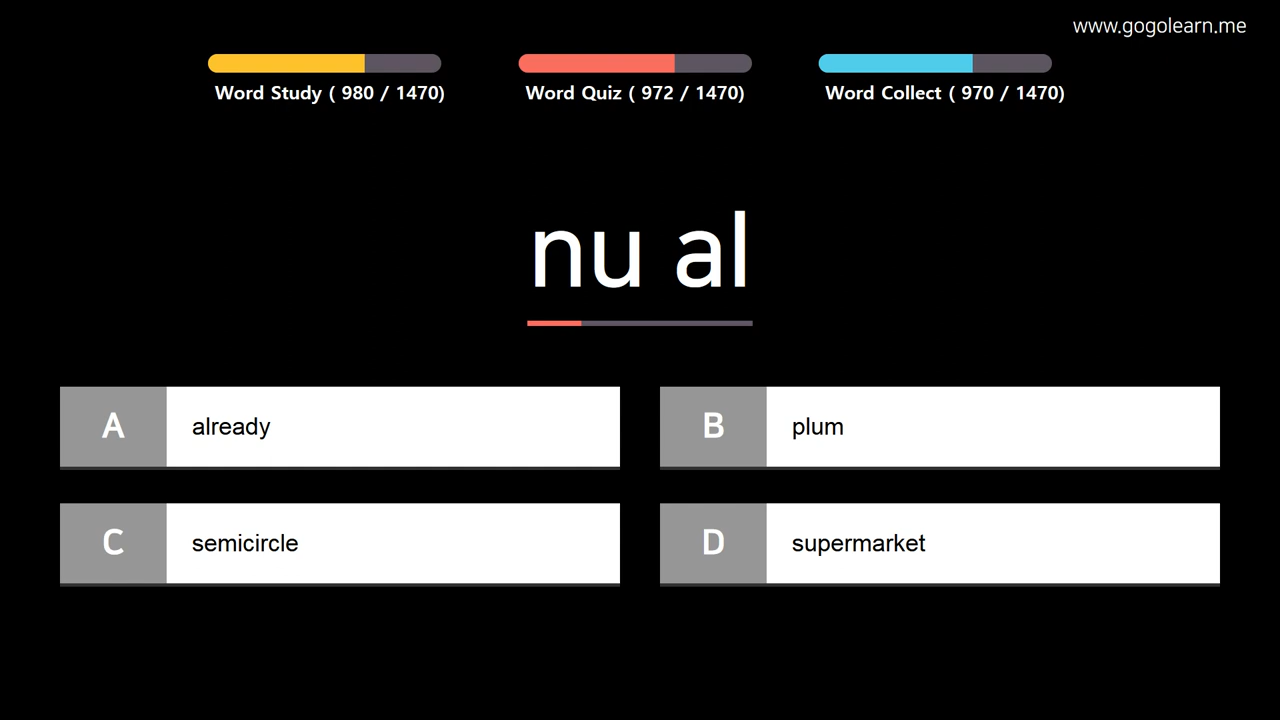 www.gogolearn.me
Word Study ( 980 / 1470)
Word Quiz ( 972 / 1470)
Word Collect ( 970 / 1470)
nu al
A already
B plum
C semicircle
D supermarket